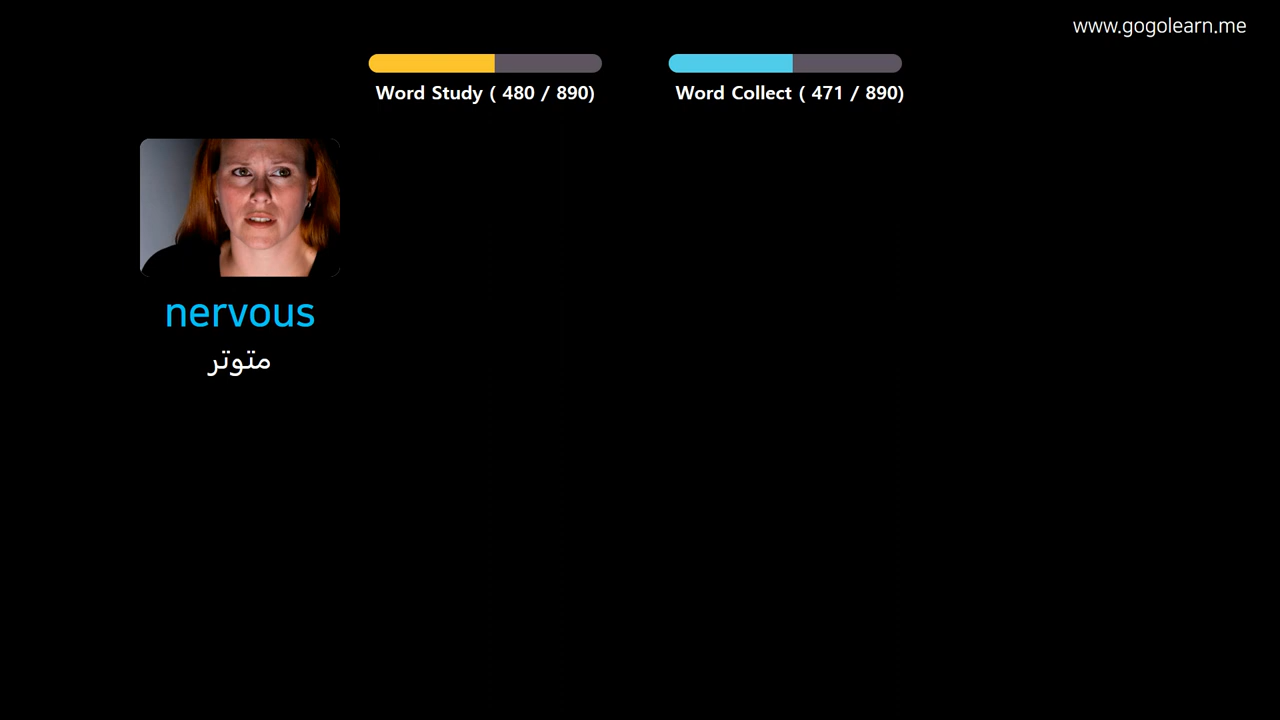 www.gogolearn.me
Word Study ( 480 / 890)
Word Collect ( 471 / 890)
nervous
متوتر